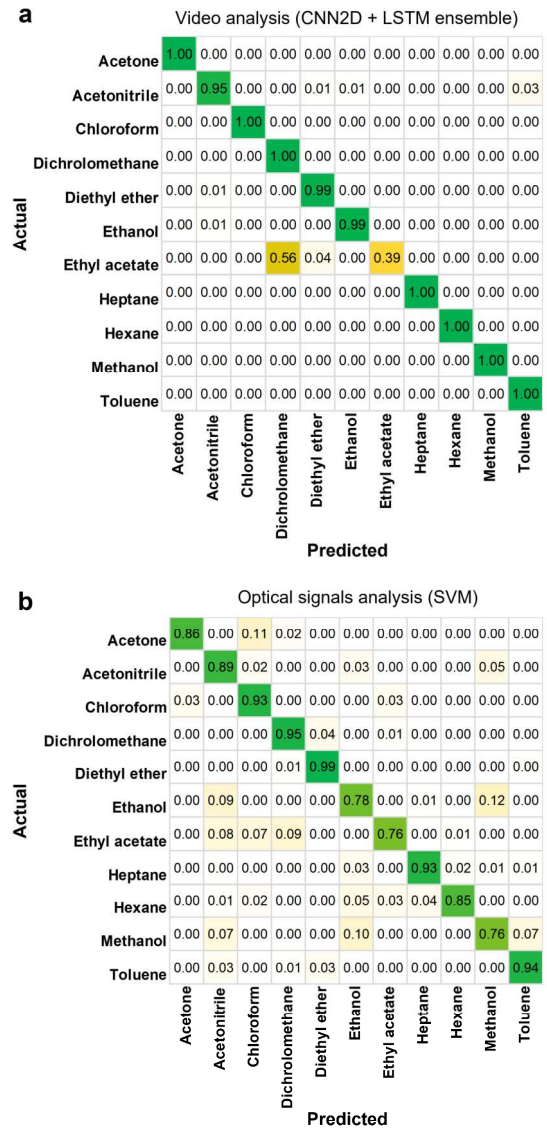 a
Video analysis (CNN2D + LSTM ensemble)
Actual
Acetone 1.00 0.00 0.00 0.00 0.00 0.00 0.00 0.00 0.00 0.00 0.00
Acetonitrile 0.00 0.95 0.00 0.00 0.01 0.01 0.00 0.00 0.00 0.00 0.03
Chloroform 0.00 0.00 1.00 0.00 0.00 0.00 0.00 0.00 0.00 0.00 0.00
Dichrolomethane 0.00 0.00 0.00 1.00 0.00 0.00 0.00 0.00 0.00 0.00 0.00
Diethyl ether 0.00 0.01 0.00 0.00 0.99 0.00 0.00 0.00 0.00 0.00 0.00
Ethanol 0.00 0.01 0.00 0.00 0.00 0.99 0.00 0.00 0.00 0.00 0.00
Ethyl acetate 0.00 0.00 0.00 0.56 0.04 0.00 0.39 0.00 0.00 0.00 0.00
Heptane 0.00 0.00 0.00 0.00 0.00 0.00 0.00 1.00 0.00 0.00 0.00
Hexane 0.00 0.00 0.00 0.00 0.00 0.00 0.00 0.00 1.00 0.00 0.00
Methanol 0.00 0.00 0.00 0.00 0.00 0.00 0.00 0.00 0.00 1.00 0.00
Toluene 0.00 0.00 0.00 0.00 0.00 0.00 0.00 0.00 0.00 0.00 1.00
Acetone Acetonitrile Chloroform Dichrolomethane Diethyl ether Ethanol Ethyl acetate Heptane Hexane Methanol Toluene
Predicted
b
Optical signals analysis (SVM)
Actual
Acetone 0.86 0.00 0.11 0.02 0.00 0.00 0.00 0.00 0.00 0.00 0.00
Acetonitrile 0.00 0.89 0.02 0.00 0.00 0.03 0.00 0.00 0.00 0.05 0.00
Chloroform 0.03 0.00 0.93 0.00 0.00 0.00 0.03 0.00 0.00 0.00 0.00
Dichrolomethane 0.00 0.00 0.00 0.95 0.04 0.00 0.01 0.00 0.00 0.00 0.00
Diethyl ether 0.00 0.00 0.00 0.01 0.99 0.00 0.00 0.00 0.00 0.00 0.00
Ethanol 0.00 0.09 0.00 0.00 0.00 0.78 0.00 0.01 0.00 0.12 0.00
Ethyl acetate 0.00 0.08 0.07 0.09 0.00 0.00 0.76 0.00 0.01 0.00 0.00
Heptane 0.00 0.00 0.00 0.00 0.00 0.03 0.00 0.93 0.02 0.01 0.01
Hexane 0.00 0.01 0.02 0.00 0.00 0.05 0.03 0.04 0.85 0.00 0.00
Methanol 0.00 0.07 0.00 0.00 0.00 0.10 0.00 0.00 0.00 0.76 0.07
Toluene 0.00 0.03 0.00 0.01 0.03 0.00 0.00 0.00 0.00 0.00 0.94
Acetone Acetonitrile Chloroform Dichrolomethane Diethyl ether Ethanol Ethyl acetate Heptane Hexane Methanol Toluene
Predicted